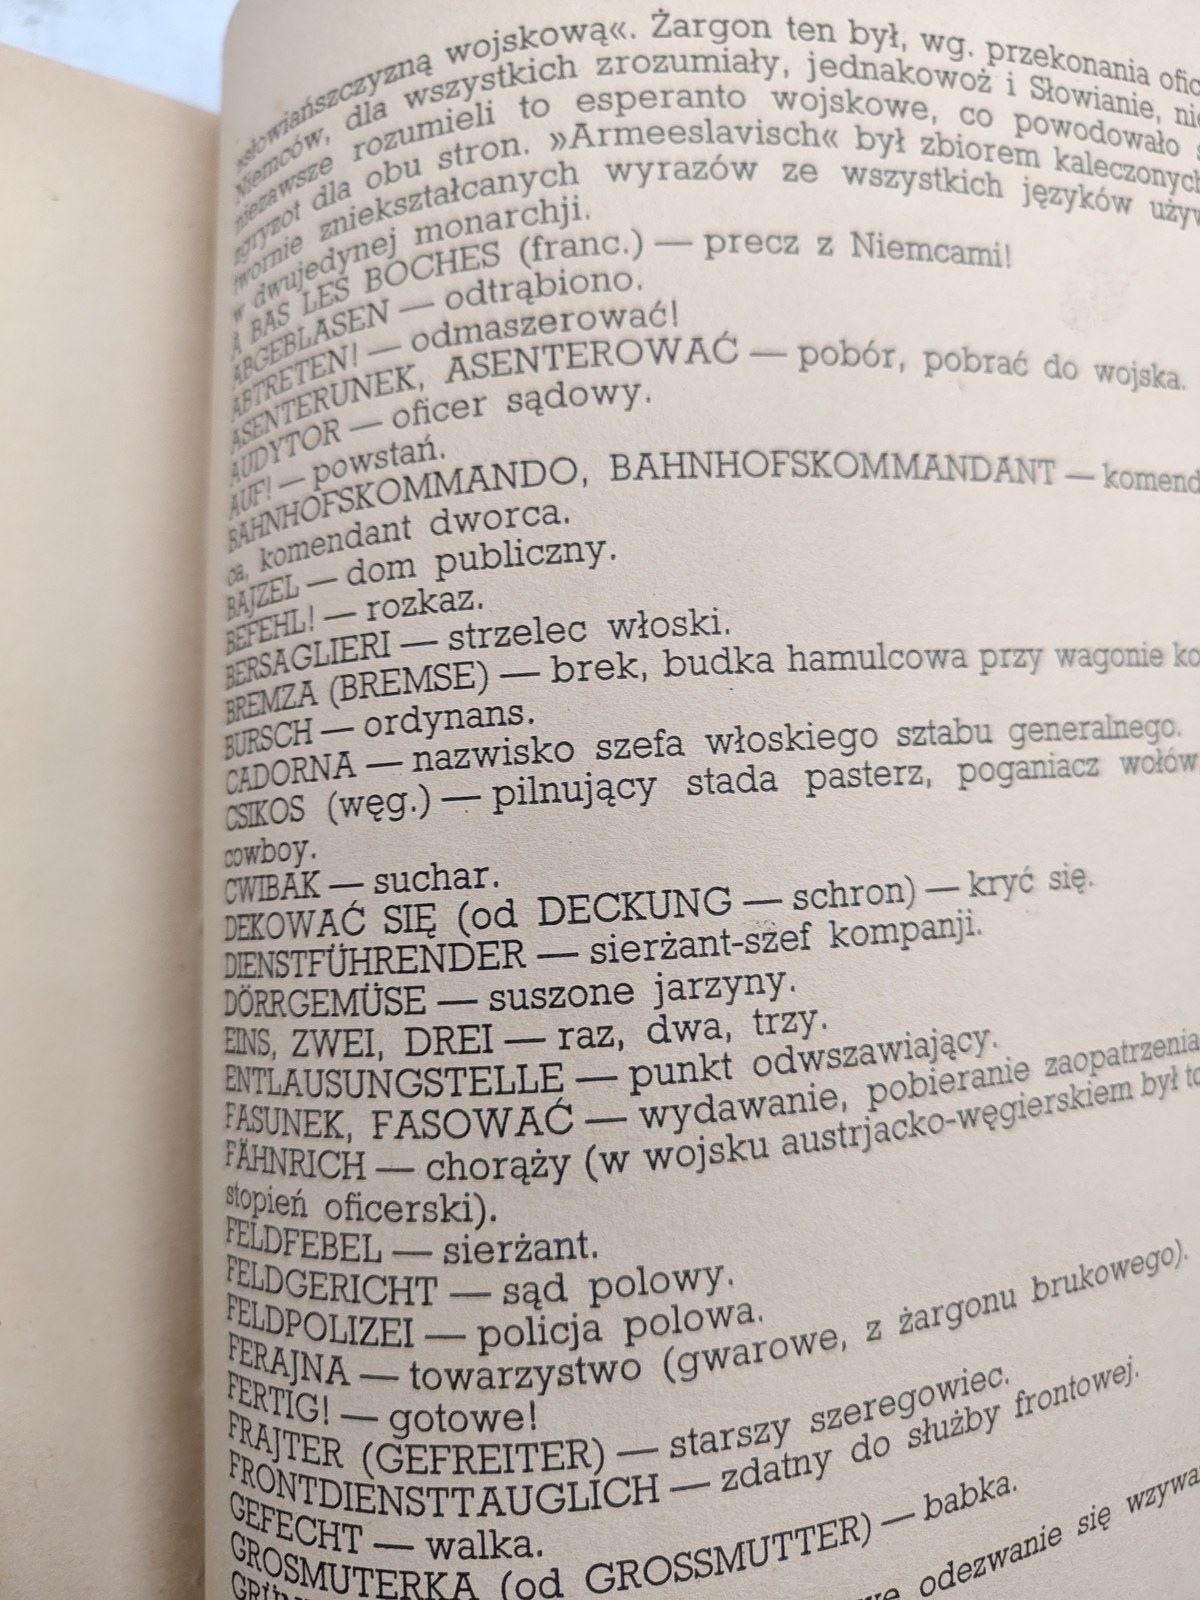 »słowiańszczyzną wojskową«. Żargon ten był, wg. przekonania
Niemców, dla wszystkich zrozumiały, jednakowoż i Słowianie,
niezawsze rozumieli to esperanto wojskowe, co powodowało
zgryzot dla obu stron. »Armeeslavisch« był zbiorem kaleczonych
twornie zniekształcanych wyrazów ze wszystkich języków
w dwujedynej monarchji.
A BAS LES BOCHES (franc.) — precz z Niemcami!
ABGEBLASEN — odtrąbiono.
ABTRETEN! — odmaszerować!
ASENTERUNEK, ASENTEROWAĆ — pobór, pobrać do wojska.
AUDYTOR — oficer sądowy.
AUF! — powstań.
BAHNHOFSKOMMANDO, BAHNHOFSKOMMANDANT — komend
ca, komendant dworca.
BAJZEL — dom publiczny.
BEFEHL! — rozkaz.
BERSAGLIERI — strzelec włoski.
BREMZA (BREMSE) — brek, budka hamulcowa przy wagonie ko
BURSCH — ordynans.
CADORNA — nazwisko szefa włoskiego sztabu generalnego.
CSIKOS (węg.) — pilnujący stada pasterz, poganiacz wołów
cowboy.
CWIBAK — suchar.
DEKOWAĆ SIĘ (od DECKUNG — schron) — kryć się.
DIENSTFÜHRENDER — sierżant-szef kompanji.
DÖRRGEMÜSE — suszone jarzyny.
EINS, ZWEI, DREI — raz, dwa, trzy.
ENTLAUSUNGSTELLE — punkt odwszawiający.
FASUNEK, FASOWAĆ — wydawanie, pobieranie zaopatrzenia
FÄHNRICH — chorąży (w wojsku austrjacko-węgierskiem był to
stopień oficerski).
FELDFEBEL — sierżant.
FELDGERICHT — sąd polowy.
FELDPOLIZEI — policja polowa.
FERAJNA — towarzystwo (gwarowe, z żargonu brukowego).
FERTIG! — gotowe!
FRAJTER (GEFREITER) — starszy szeregowiec.
FRONTDIENSTTAUGLICH — zdatny do służby frontowej.
GEFECHT — walka.
GROSMUTERKA (od GROSSMUTTER) — babka.
odezwanie się